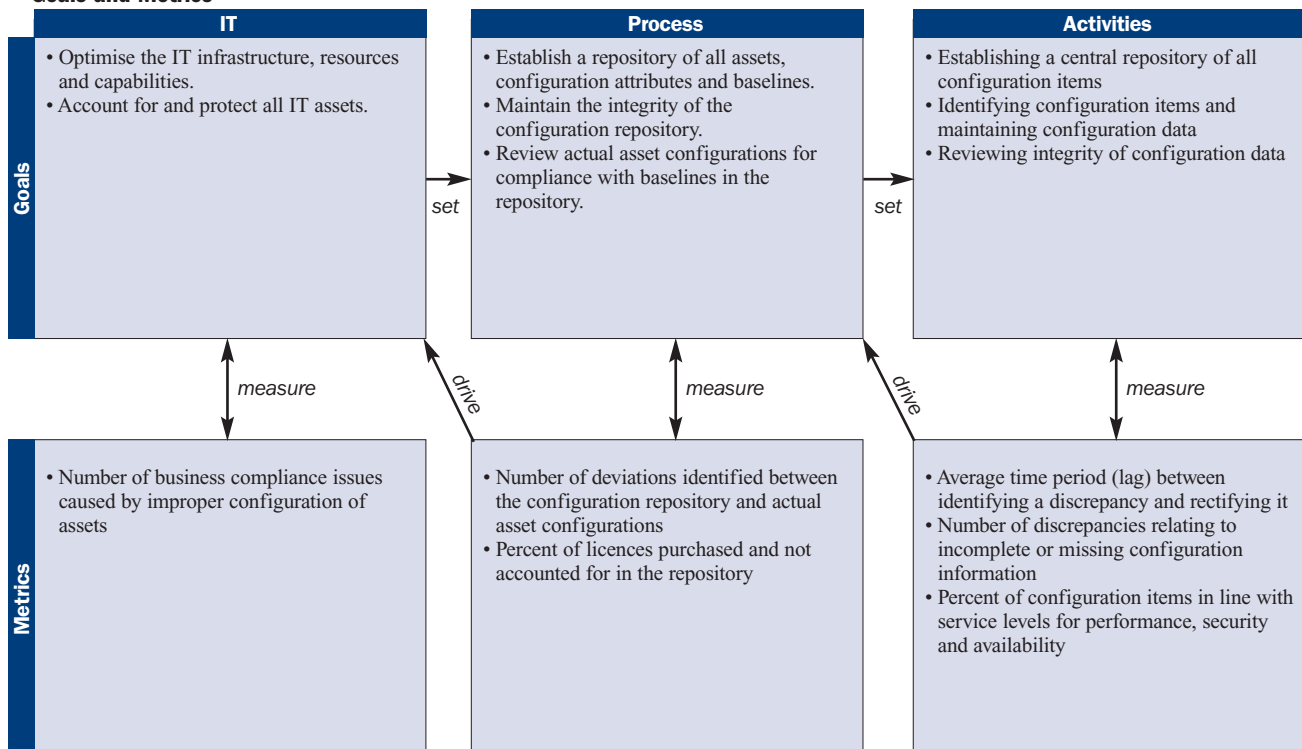 Goals and Metrics
IT
Process
Activities
Goals
• Optimise the IT infrastructure, resources
and capabilities.
• Account for and protect all IT assets.
set
• Establish a repository of all assets,
configuration attributes and baselines.
• Maintain the integrity of the
configuration repository.
• Review actual asset configurations for
compliance with baselines in the
repository.
set
• Establishing a central repository of all
configuration items
• Identifying configuration items and
maintaining configuration data
• Reviewing integrity of configuration data
measure
drive
measure
drive
measure
Metrics
• Number of business compliance issues
caused by improper configuration of
assets
• Number of deviations identified between
the configuration repository and actual
asset configurations
• Percent of licences purchased and not
accounted for in the repository
• Average time period (lag) between
identifying a discrepancy and rectifying it
• Number of discrepancies relating to
incomplete or missing configuration
information
• Percent of configuration items in line with
service levels for performance, security
and availability